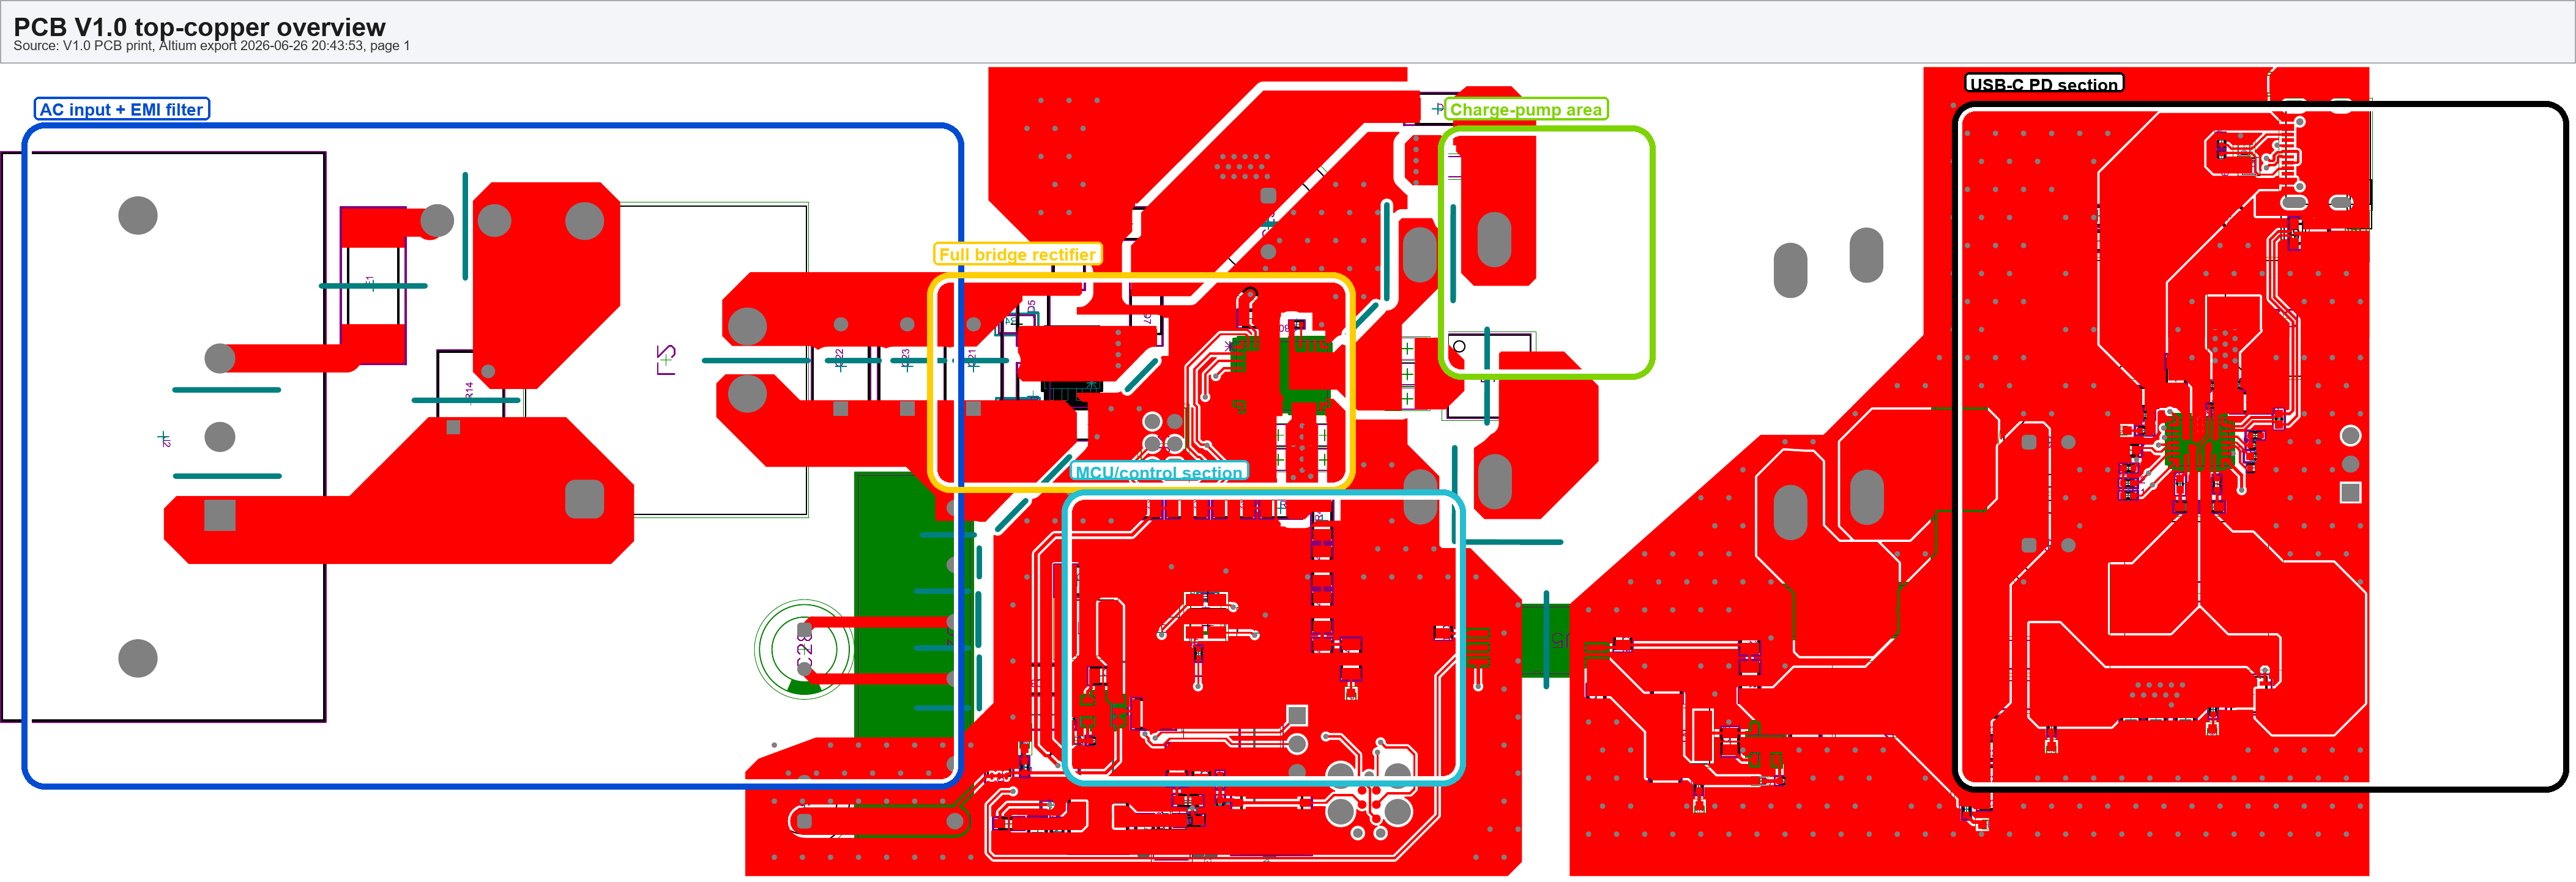 PCB V1.0 top-copper overview
Source: V1.0 PCB print, Altium export 2026-06-26 20:43:53, page 1
USB-C PD section
AC input + EMI filter
Charge-pump area
Full bridge rectifier
MCU/control section
R14